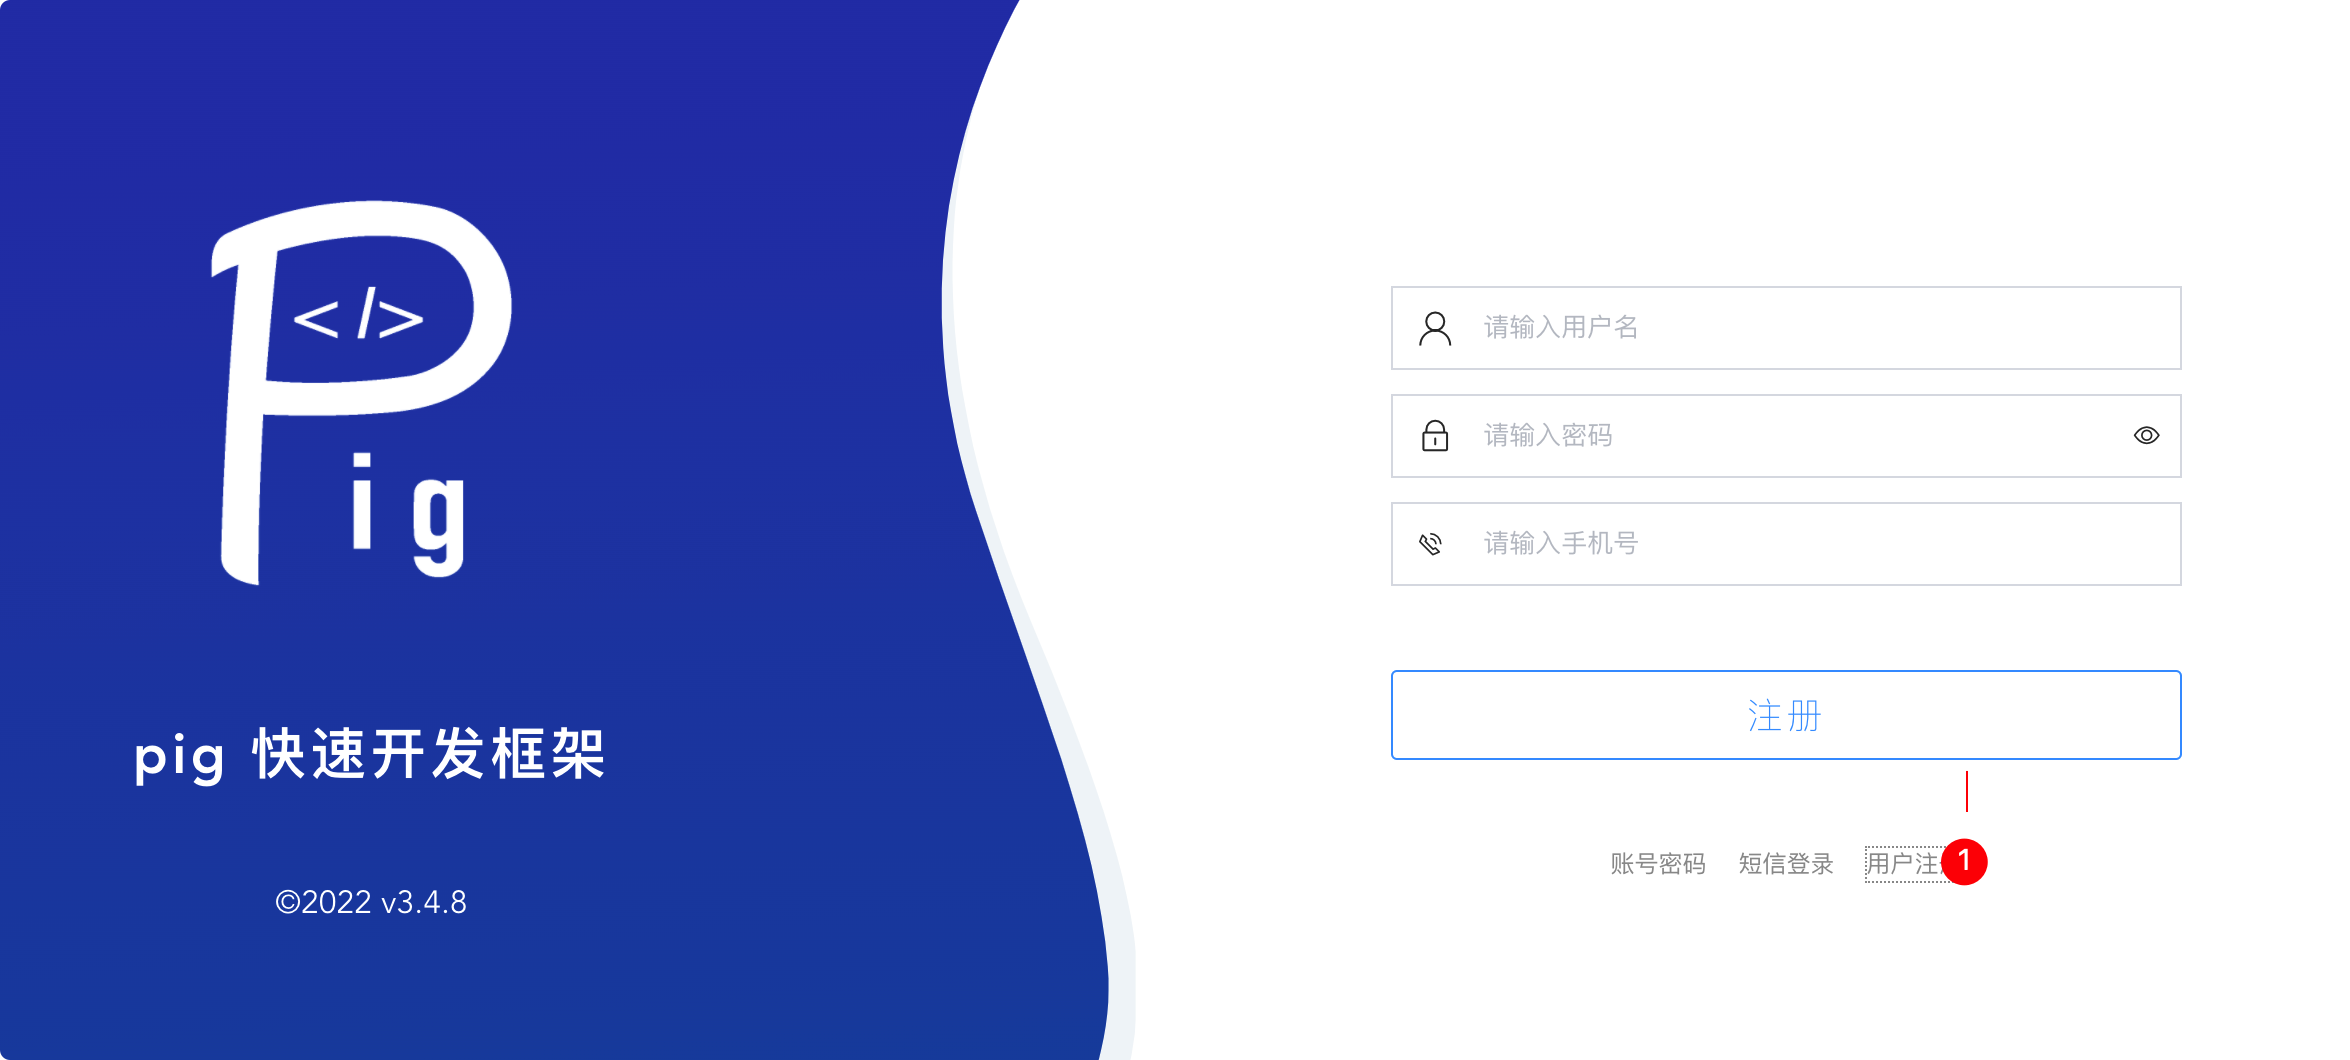 </>
Pig
pig 快速开发框架
©2022 v3.4.8
请输入用户名
请输入密码
请输入手机号
注册
账号密码 短信登录 用户注
1